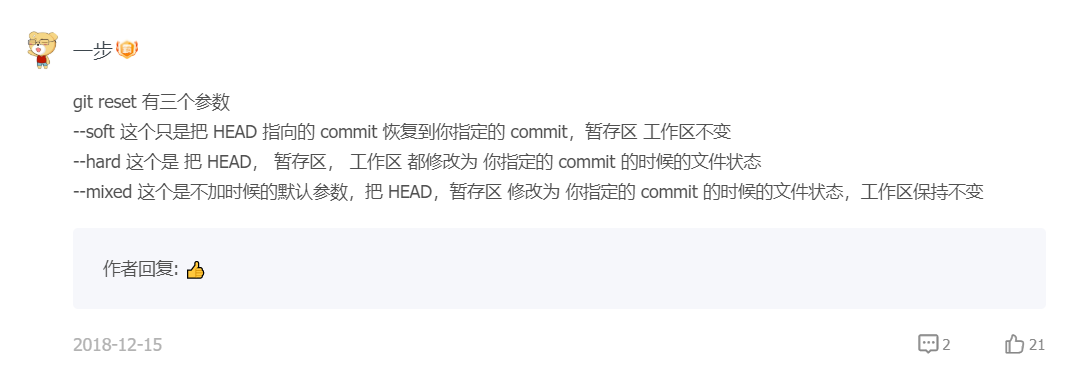 一步
git reset 有三个参数
--soft 这个只是把 HEAD 指向的 commit 恢复到你指定的 commit，暂存区 工作区不变
--hard 这个是 把 HEAD， 暂存区， 工作区 都修改为 你指定的 commit 的时候的文件状态
--mixed 这个是不加时候的默认参数，把 HEAD，暂存区 修改为 你指定的 commit 的时候的文件状态，工作区保持不变
作者回复: 👍
2018-12-15 2 21